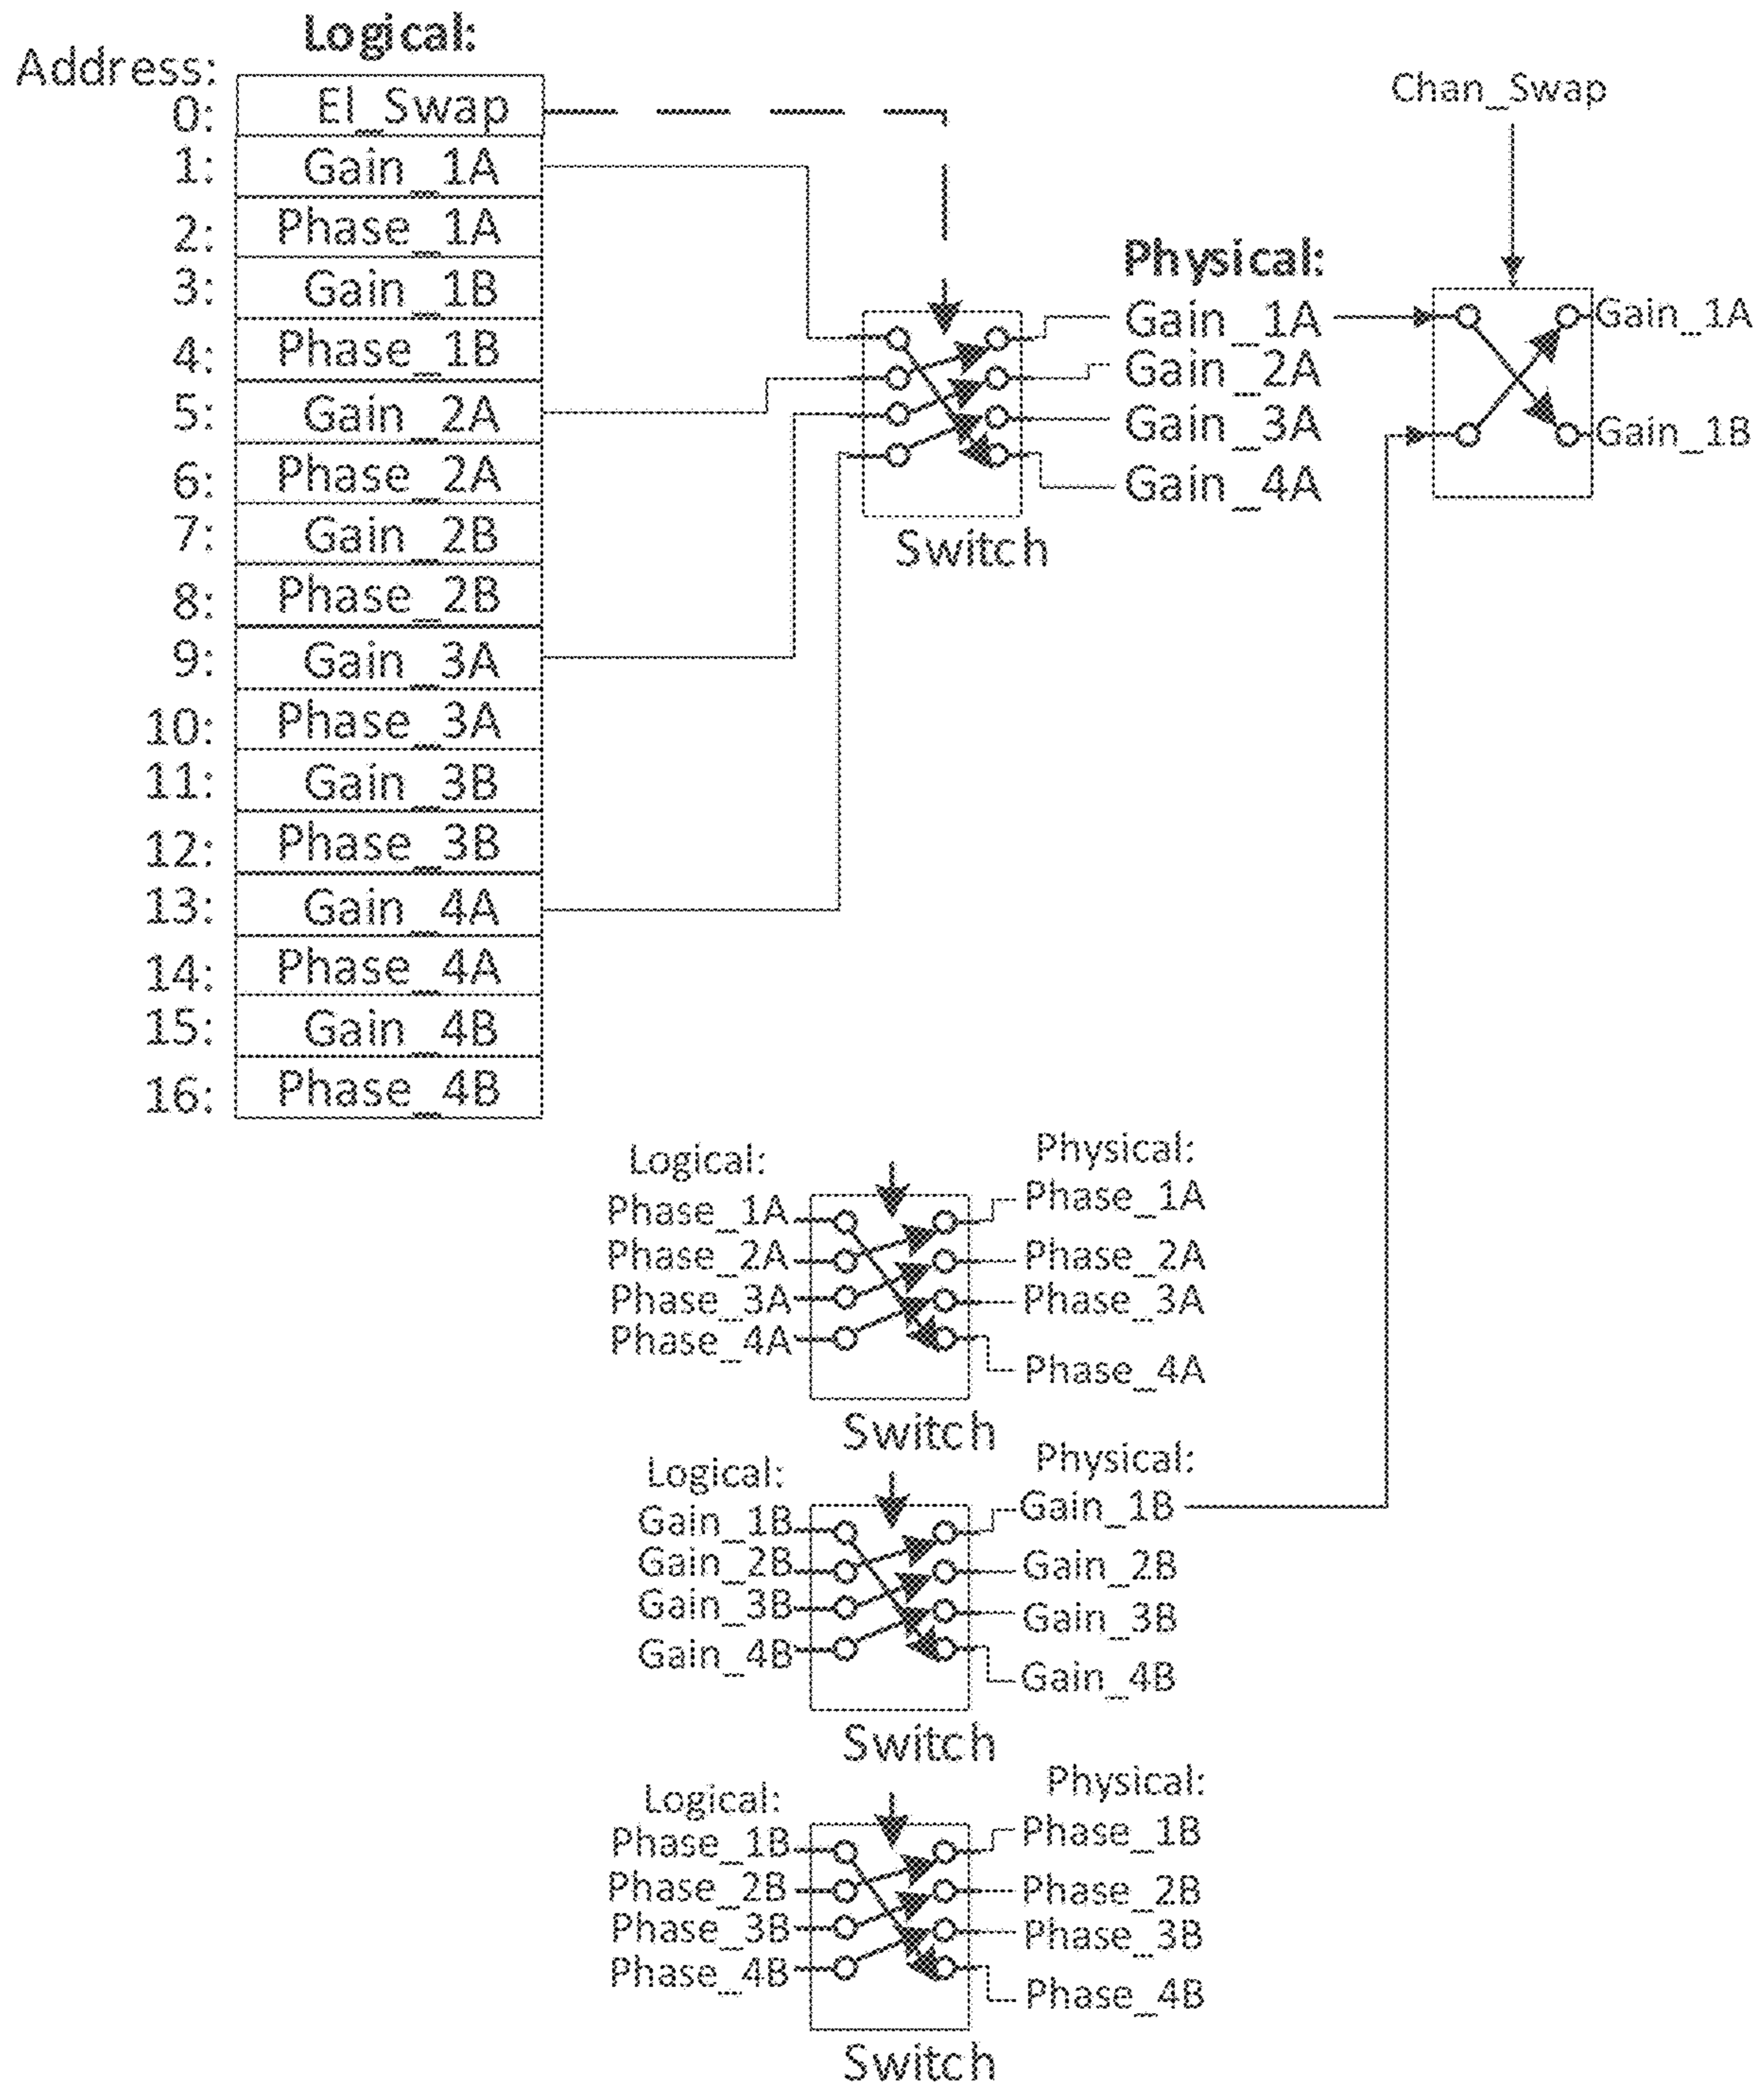 Logical:
Address:
0: El_Swap
1: Gain_1A
2: Phase_1A
3: Gain_1B
4: Phase_1B
5: Gain_2A
6: Phase_2A
7: Gain_2B
8: Phase_2B
9: Gain_3A
10: Phase_3A
11: Gain_3B
12: Phase_3B
13: Gain_4A
14: Phase_4A
15: Gain_4B
16: Phase_4B
Physical:
Gain_1A
Gain_2A
Gain_3A
Gain_4A
Switch
Chan_Swap
Gain_1A
Gain_1B
Logical:
Phase_1A
Phase_2A
Phase_3A
Phase_4A
Physical:
Phase_1A
Phase_2A
Phase_3A
Phase_4A
Switch
Logical:
Gain_1B
Gain_2B
Gain_3B
Gain_4B
Physical:
Gain_1B
Gain_2B
Gain_3B
Gain_4B
Switch
Logical:
Phase_1B
Phase_2B
Phase_3B
Phase_4B
Physical:
Phase_1B
Phase_2B
Phase_3B
Phase_4B
Switch